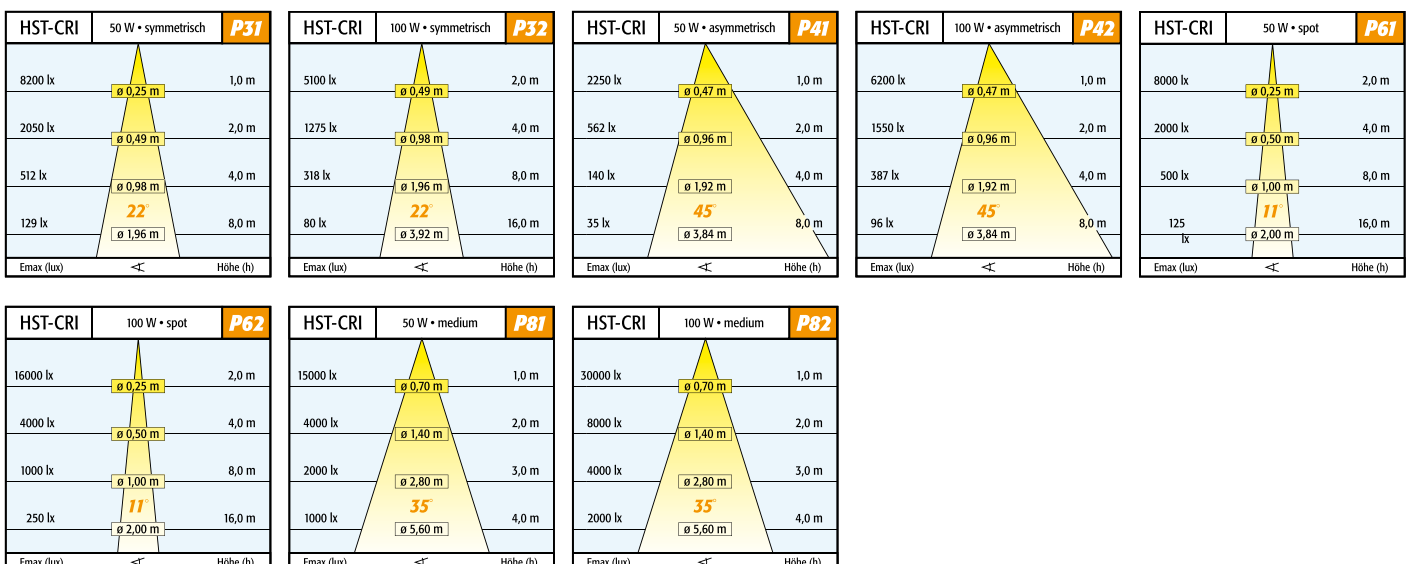 HST-CRI 50 W • symmetrisch P31
8200 lx 1,0 m
ø 0,25 m
2050 lx 2,0 m
ø 0,49 m
512 lx 4,0 m
ø 0,98 m
22°
129 lx 8,0 m
ø 1,96 m
Emax (lux) Höhe (h)
HST-CRI 100 W • symmetrisch P32
5100 lx 2,0 m
ø 0,49 m
1275 lx 4,0 m
ø 0,98 m
318 lx 8,0 m
ø 1,96 m
22°
80 lx 16,0 m
ø 3,92 m
Emax (lux) Höhe (h)
HST-CRI 50 W • asymmetrisch P41
2250 lx 1,0 m
ø 0,47 m
562 lx 2,0 m
ø 0,96 m
140 lx 4,0 m
ø 1,92 m
45°
35 lx 8,0 m
ø 3,84 m
Emax (lux) Höhe (h)
HST-CRI 100 W • asymmetrisch P42
6200 lx 1,0 m
ø 0,47 m
1550 lx 2,0 m
ø 0,96 m
387 lx 4,0 m
ø 1,92 m
45°
96 lx 8,0 m
ø 3,84 m
Emax (lux) Höhe (h)
HST-CRI 50 W • spot P61
8000 lx 2,0 m
ø 0,25 m
2000 lx 4,0 m
ø 0,50 m
500 lx 8,0 m
ø 1,00 m
11°
125 16,0 m
lx ø 2,00 m
Emax (lux) Höhe (h)
HST-CRI 100 W • spot P62
16000 lx 2,0 m
ø 0,25 m
4000 lx 4,0 m
ø 0,50 m
1000 lx 8,0 m
ø 1,00 m
11°
250 lx 16,0 m
ø 2,00 m
Emax (lux) Höhe (h)
HST-CRI 50 W • medium P81
15000 lx 1,0 m
ø 0,70 m
4000 lx 2,0 m
ø 1,40 m
2000 lx 3,0 m
ø 2,80 m
35°
1000 lx 4,0 m
ø 5,60 m
Emax (lux) Höhe (h)
HST-CRI 100 W • medium P82
30000 lx 1,0 m
ø 0,70 m
8000 lx 2,0 m
ø 1,40 m
4000 lx 3,0 m
ø 2,80 m
35°
2000 lx 4,0 m
ø 5,60 m
Emax (lux) Höhe (h)